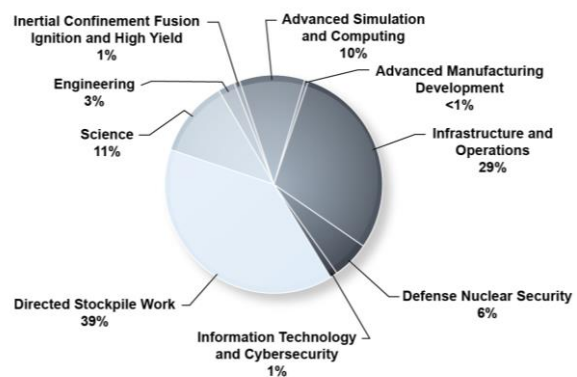 Inertial Confinement Fusion
Ignition and High Yield
1%
Advanced Simulation
and Computing
10%
Engineering
3%
Advanced Manufacturing
Development
<1%
Science
11%
Infrastructure and
Operations
29%
Directed Stockpile Work
39%
Defense Nuclear Security
6%
Information Technology
and Cybersecurity
1%